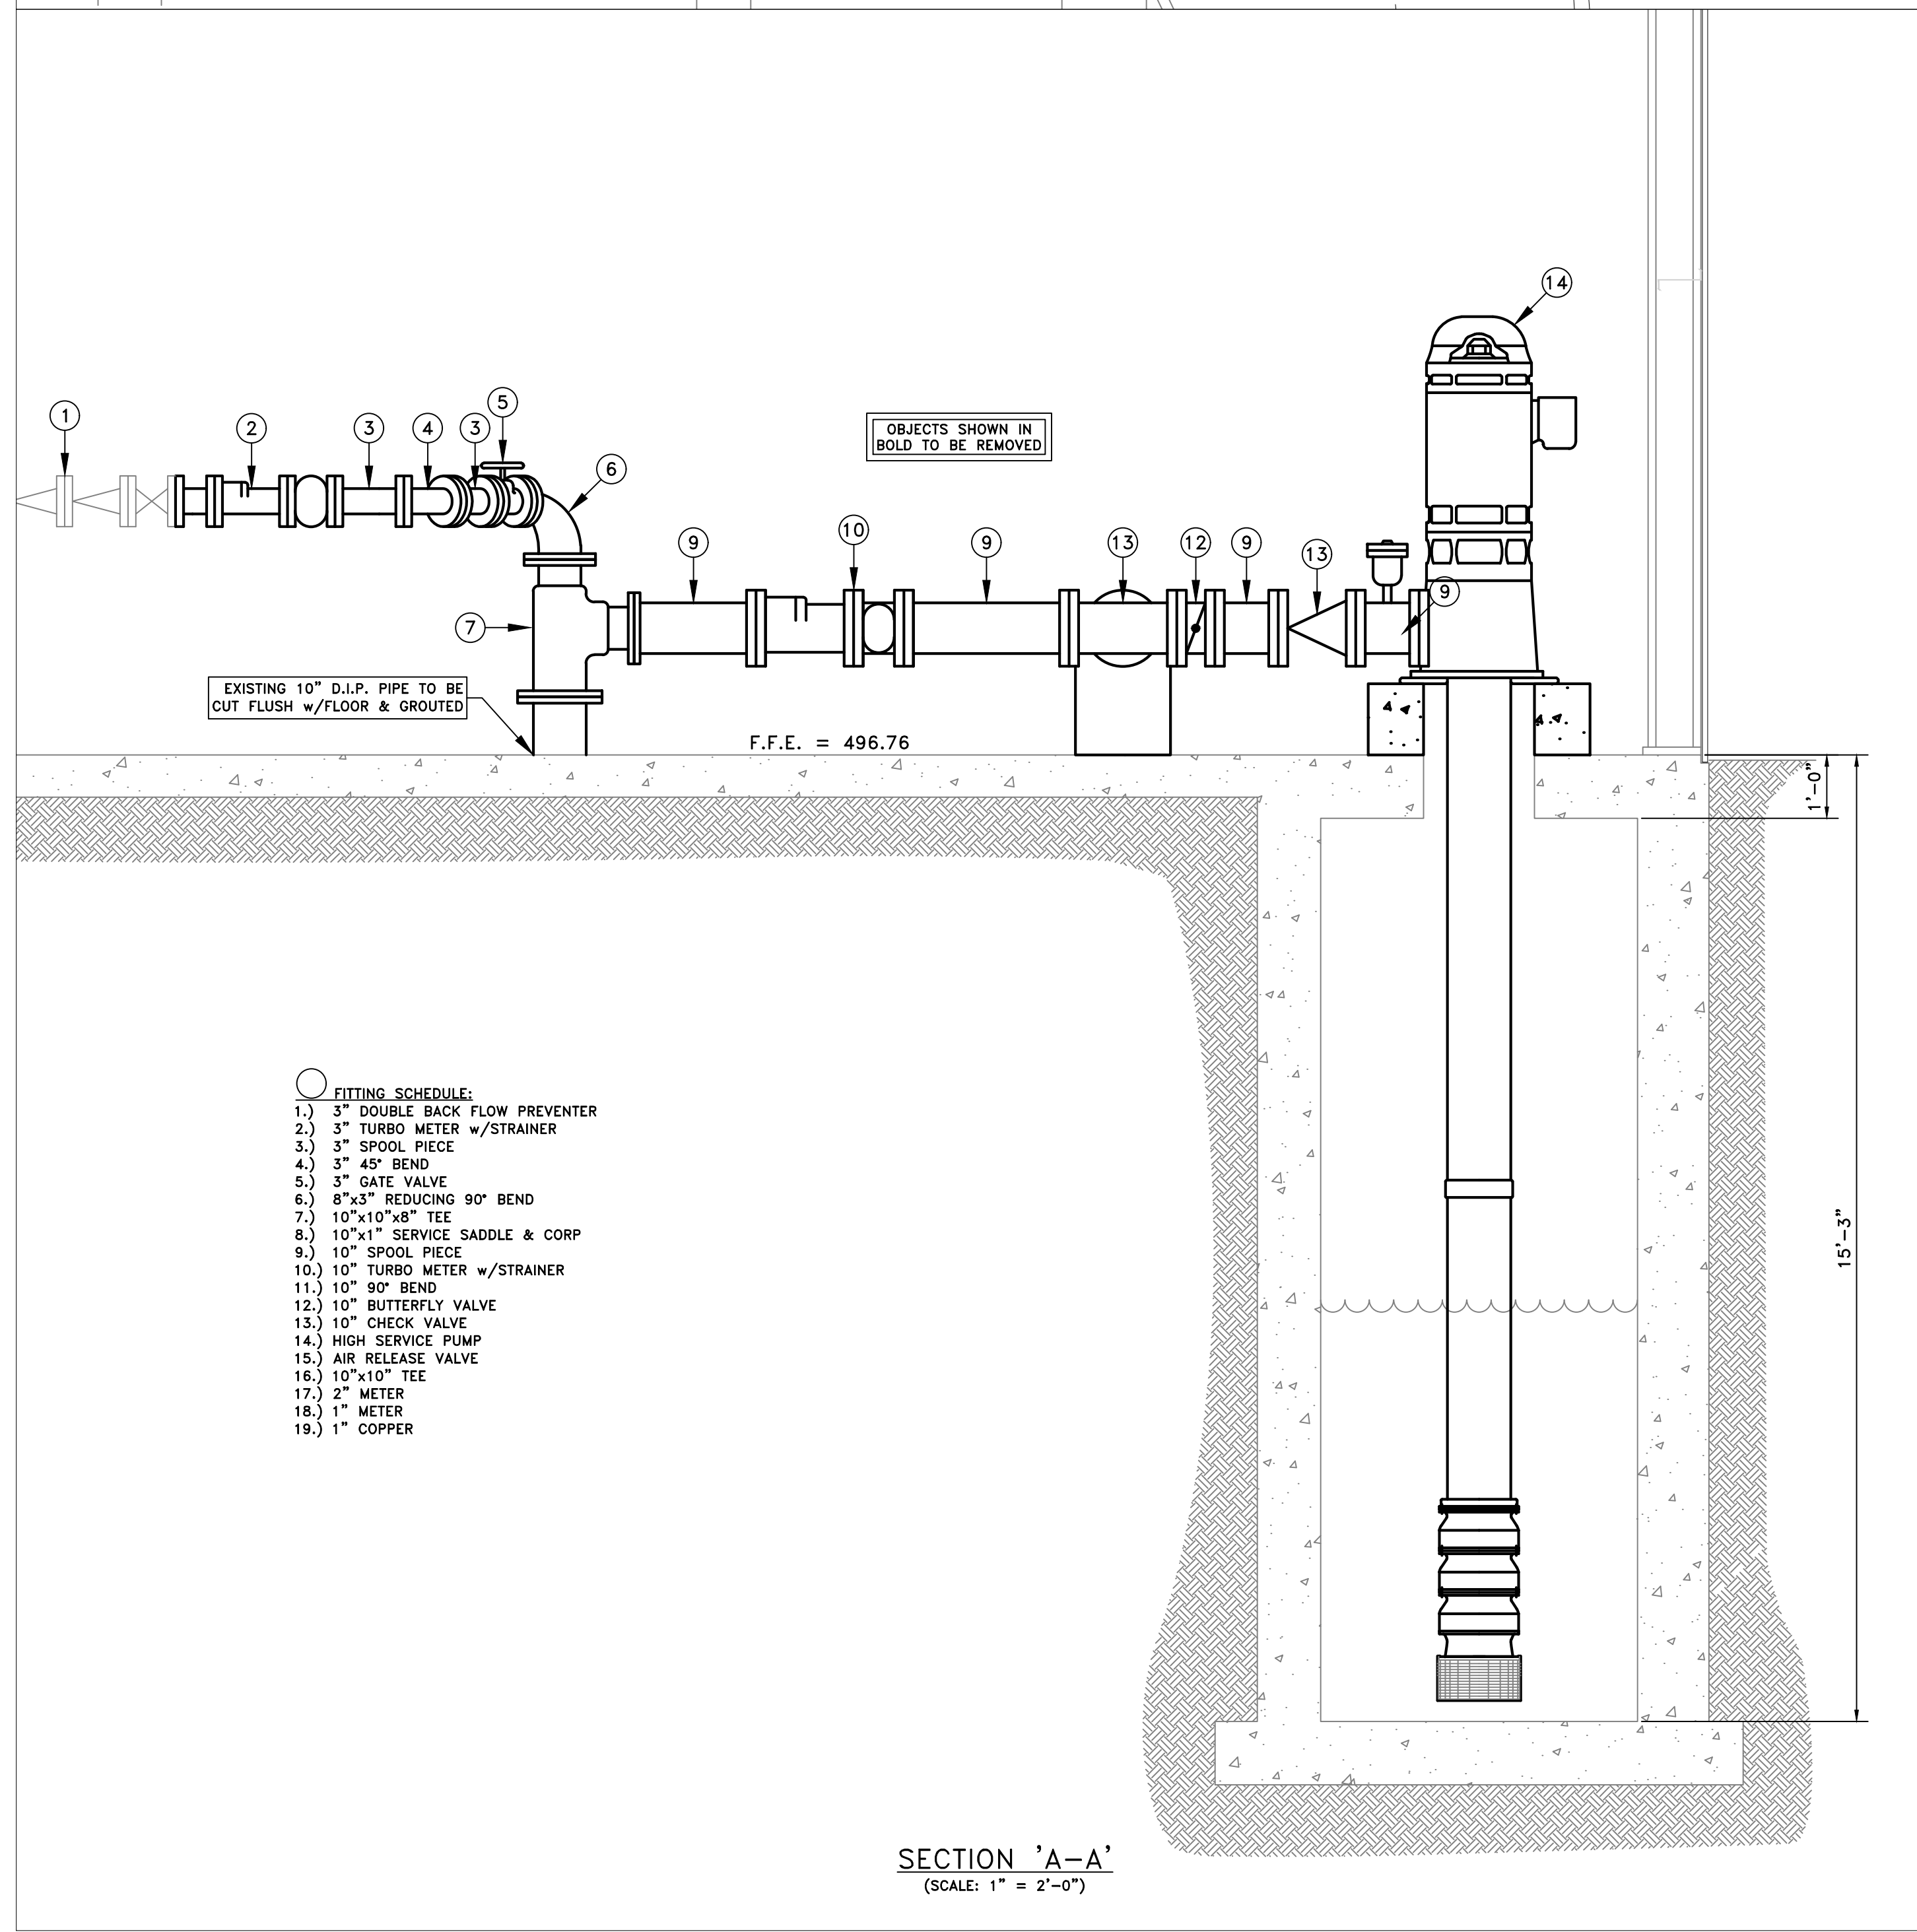 14
1
2
3
4
3
5
6
OBJECTS SHOWN IN
BOLD TO BE REMOVED
9
10
9
13
12
9
13
9
7
EXISTING 10" D.I.P. PIPE TO BE
CUT FLUSH w/FLOOR & GROUTED
F.F.E. = 496.76
1'-0"
15'-3"
FITTING SCHEDULE:
1.) 3" DOUBLE BACK FLOW PREVENTER
2.) 3" TURBO METER w/STRAINER
3.) 3" SPOOL PIECE
4.) 3" 45° BEND
5.) 3" GATE VALVE
6.) 8"x3" REDUCING 90° BEND
7.) 10"x10"x8" TEE
8.) 10"x1" SERVICE SADDLE & CORP
9.) 10" SPOOL PIECE
10.) 10" TURBO METER w/STRAINER
11.) 10" 90° BEND
12.) 10" BUTTERFLY VALVE
13.) 10" CHECK VALVE
14.) HIGH SERVICE PUMP
15.) AIR RELEASE VALVE
16.) 10"x10" TEE
17.) 2" METER
18.) 1" METER
19.) 1" COPPER
SECTION 'A-A'
(SCALE: 1" = 2'-0")